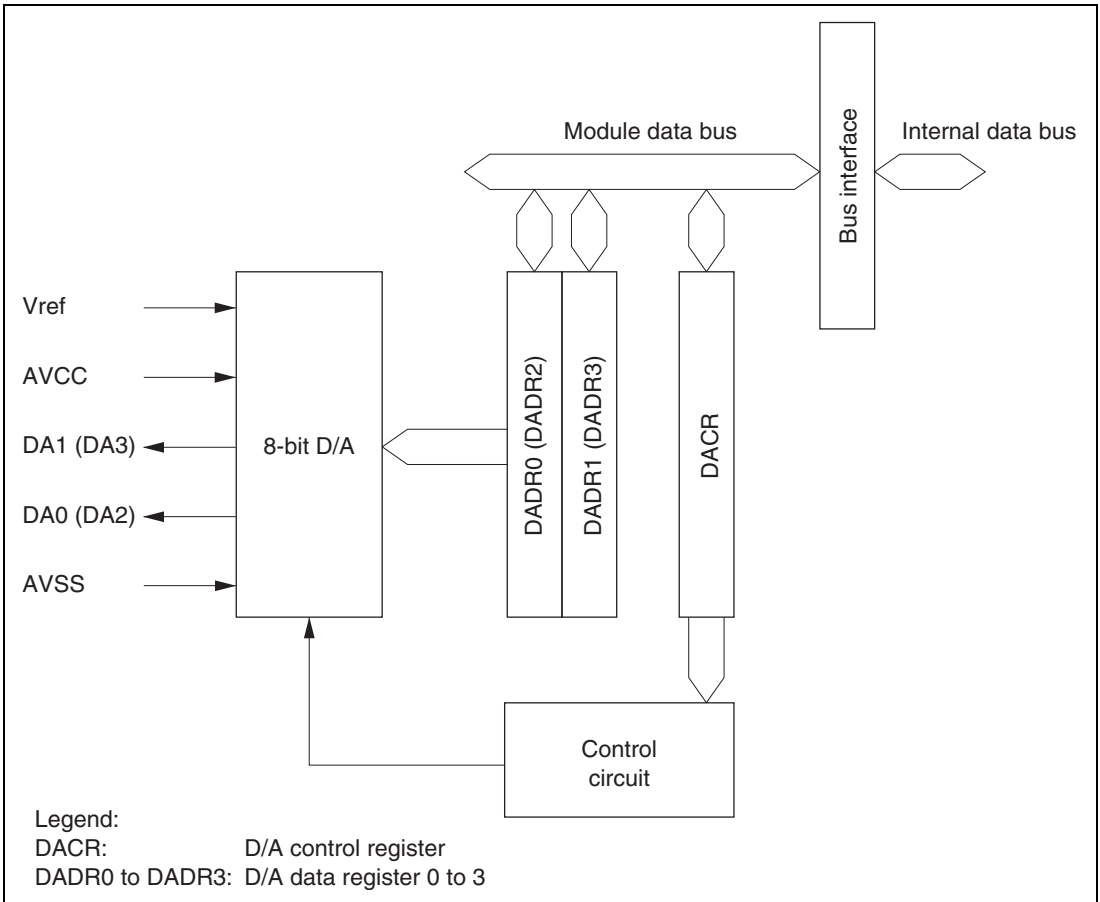 Module data bus
Internal data bus
Bus interface
Vref
AVCC
DA1 (DA3)
DA0 (DA2)
AVSS
8-bit D/A
DADR0 (DADR2)
DADR1 (DADR3)
DACR
Control
circuit
Legend:
DACR: D/A control register
DADR0 to DADR3: D/A data register 0 to 3